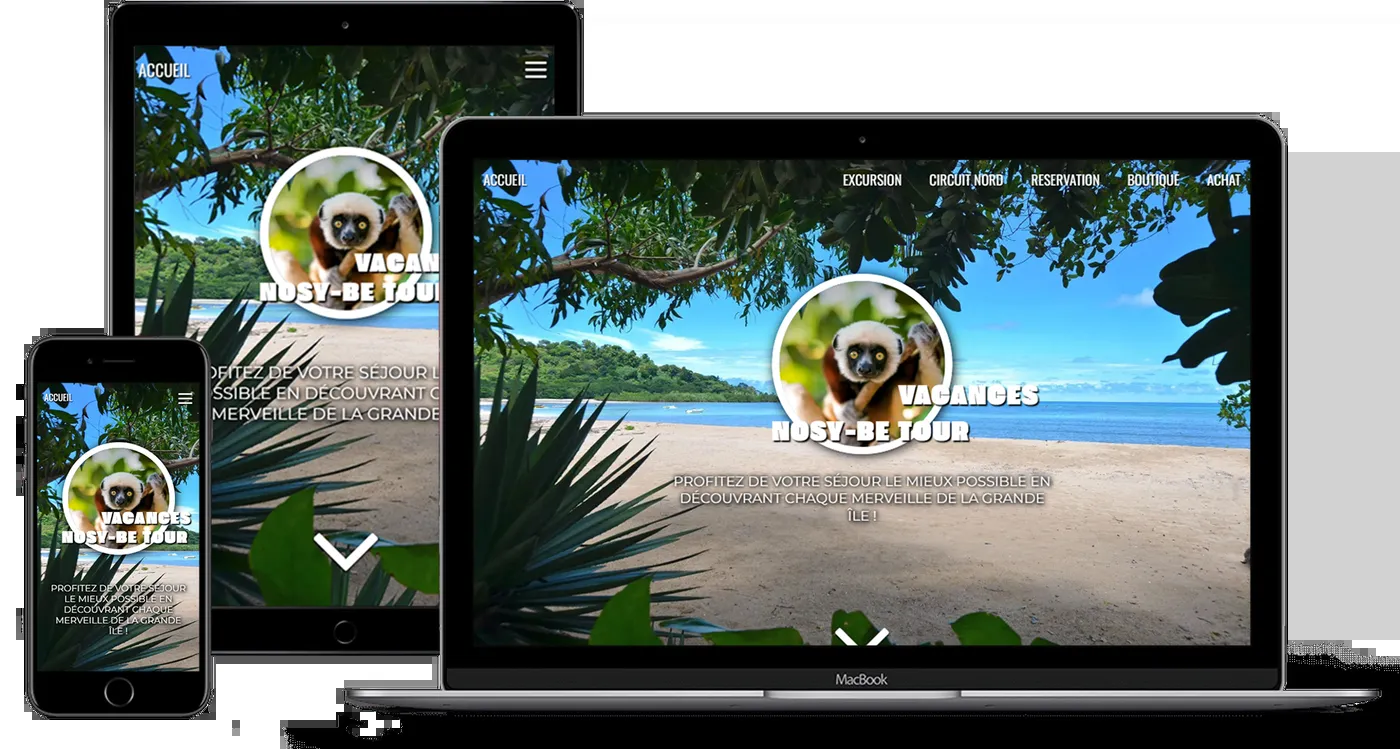 ACCUEIL
VACAN
NOSY-BE TOU
OFITEZ DE VOTRE SÉJOUR L
SSIBLE EN DÉCOUVRANT C
MERVEILLE DE LA GRANDE
ACCUEIL EXCURSION CIRCUIT NORD RESERVATION BOUTIQUE ACHAT
VACANCES
NOSY-BE TOUR
PROFITEZ DE VOTRE SÉJOUR LE MIEUX POSSIBLE EN
DÉCOUVRANT CHAQUE MERVEILLE DE LA GRANDE
ÎLE !
MacBook
ACCUEIL
VACANCES
NOSY-BE TOUR
PROFITEZ DE VOTRE SÉJOUR
LE MIEUX POSSIBLE EN
DÉCOUVRANT CHAQUE
MERVEILLE DE LA GRANDE
ÎLE !